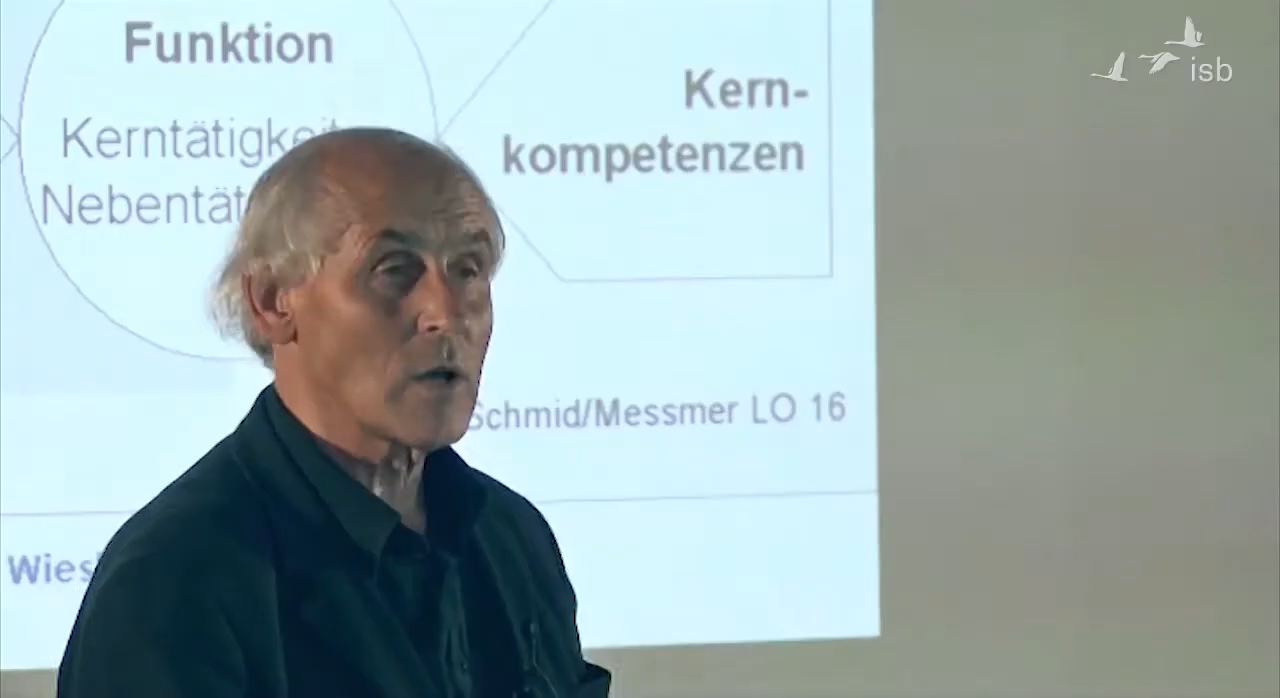 Funktion
Kern-
kompetenzen
isb
Schmid/Messmer LO 16